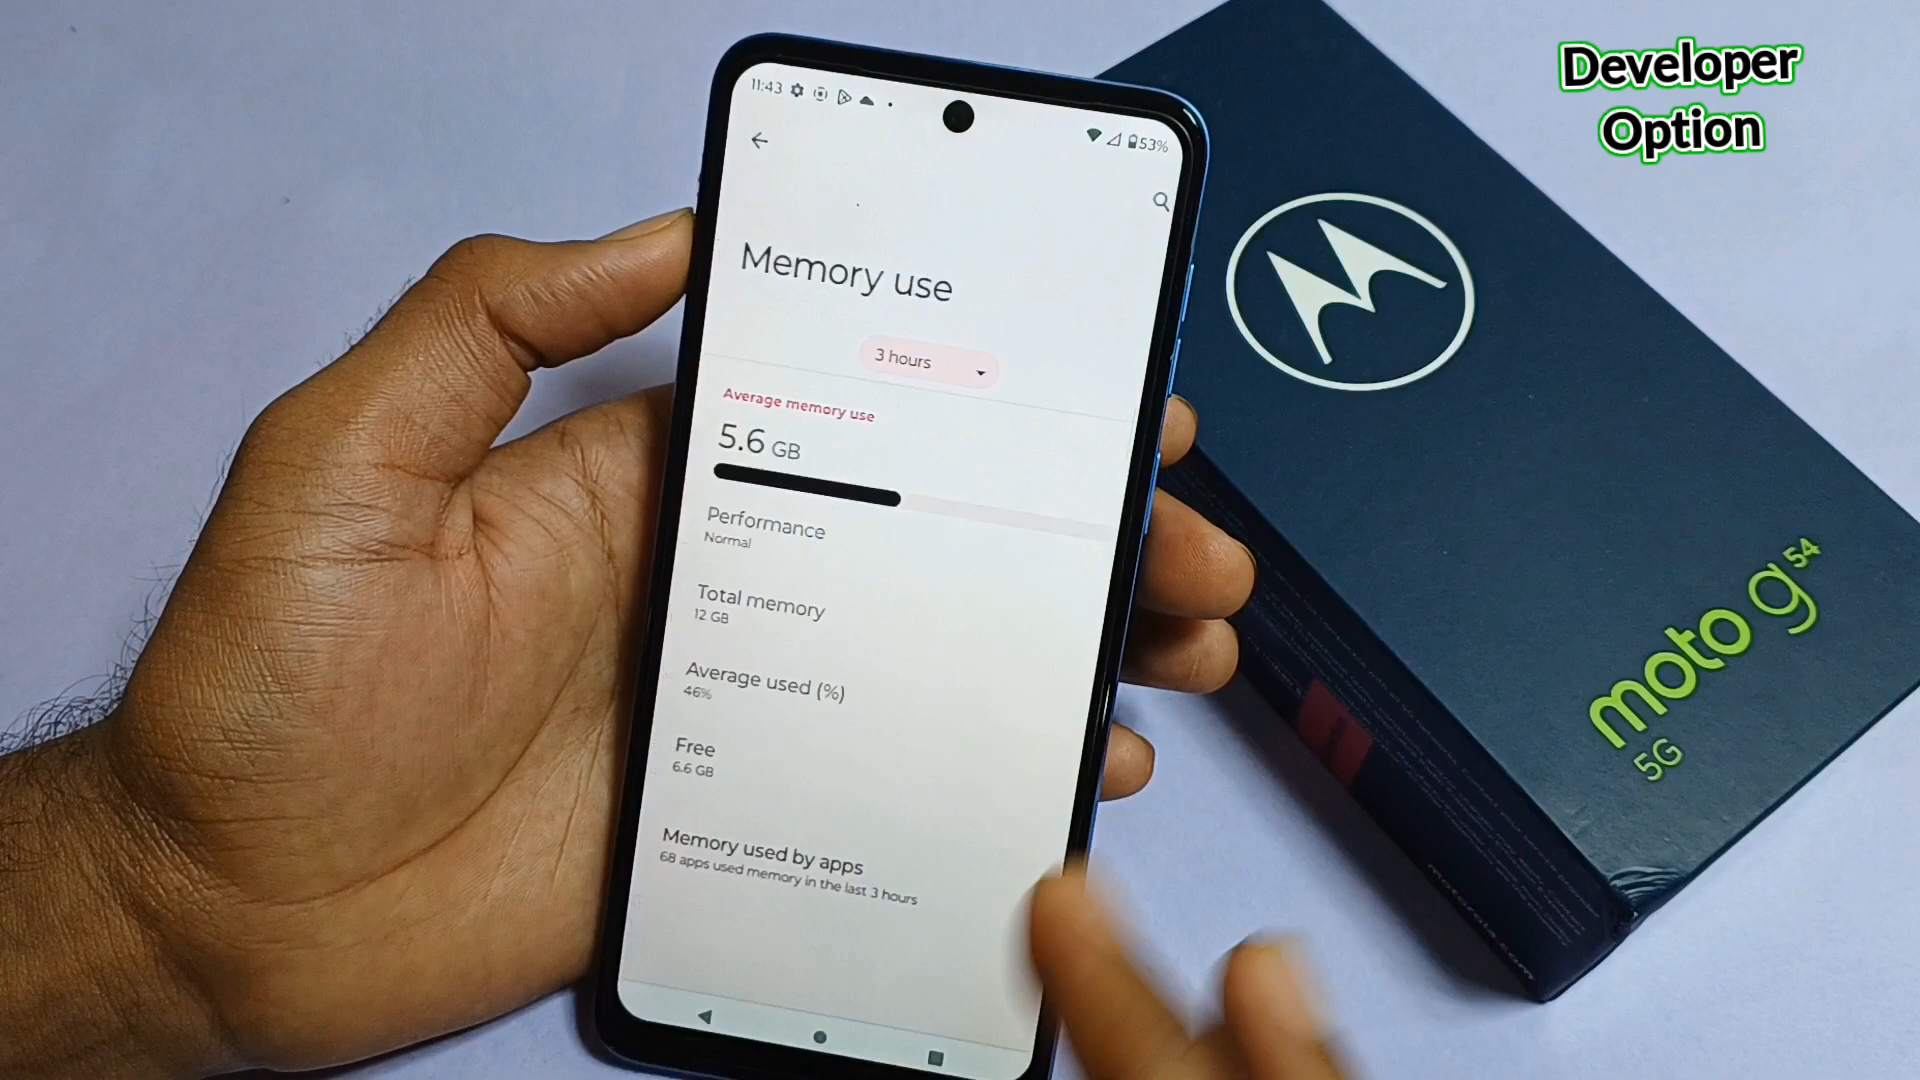 Developer
Option
11:43
53%
Memory use
3 hours
Average memory use
5.6 GB
Performance
Normal
Total memory
12 GB
Average used (%)
46%
Free
6.6 GB
Memory used by apps
68 apps used memory in the last 3 hours
moto g54
5G
motorola.com